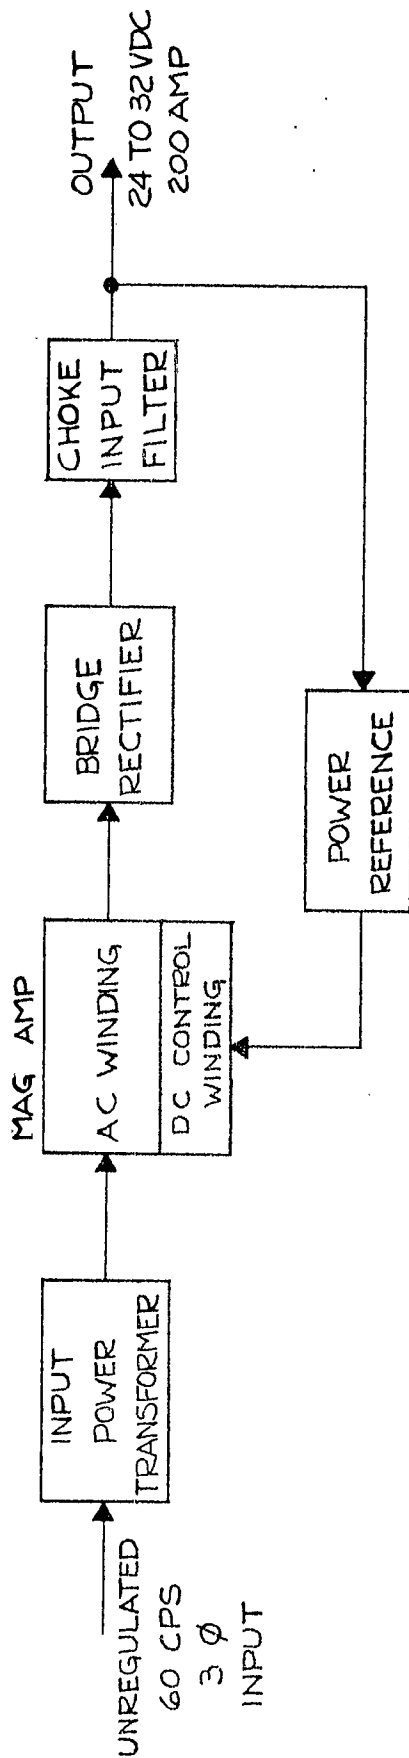 UNREGULATED
60 CPS
3 Ø
INPUT
INPUT
POWER
TRANSFORMER
MAG AMP
AC WINDING
DC CONTROL
WINDING
BRIDGE
RECTIFIER
CHOKE
INPUT
FILTER
OUTPUT
24 TO 32 VDC
200 AMP
POWER
REFERENCE